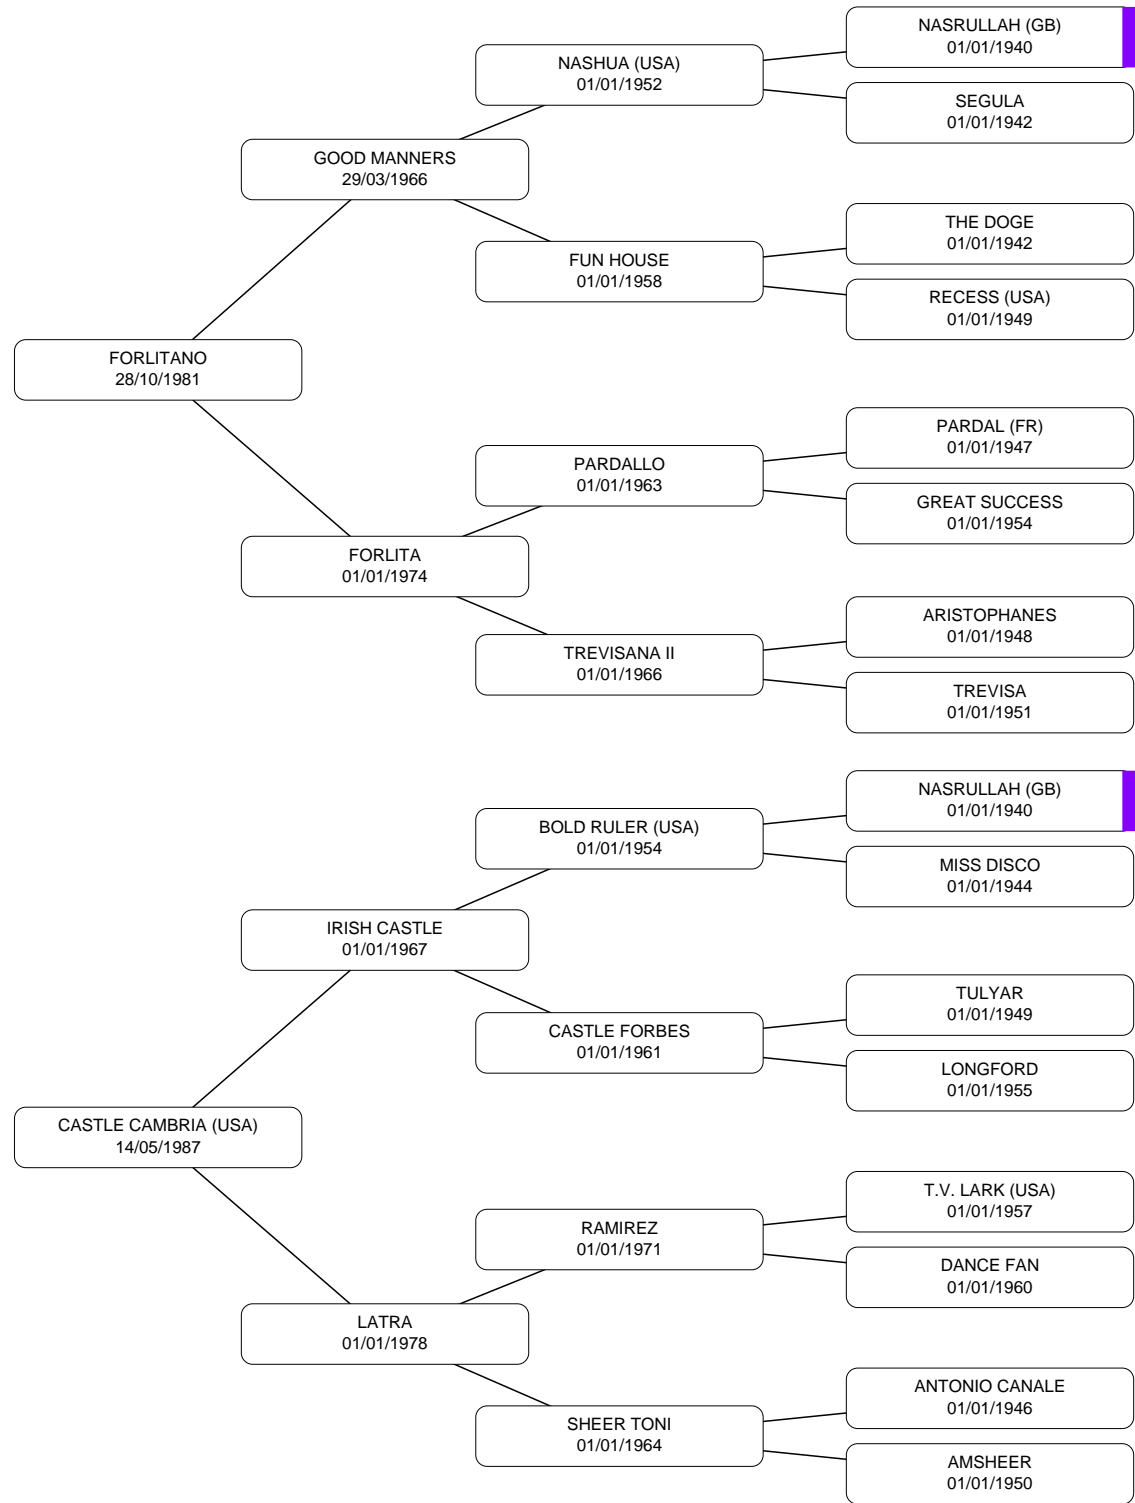 NASRULLAH (GB)
01/01/1940
NASHUA (USA)
01/01/1952
SEGULA
01/01/1942
GOOD MANNERS
29/03/1966
THE DOGE
01/01/1942
FUN HOUSE
01/01/1958
RECESS (USA)
01/01/1949
FORLITANO
28/10/1981
PARDAL (FR)
01/01/1947
PARDALLO
01/01/1963
GREAT SUCCESS
01/01/1954
FORLITA
01/01/1974
ARISTOPHANES
01/01/1948
TREVISANA II
01/01/1966
TREVISA
01/01/1951
NASRULLAH (GB)
01/01/1940
BOLD RULER (USA)
01/01/1954
MISS DISCO
01/01/1944
IRISH CASTLE
01/01/1967
TULYAR
01/01/1949
CASTLE FORBES
01/01/1961
LONGFORD
01/01/1955
CASTLE CAMBRIA (USA)
14/05/1987
T.V. LARK (USA)
01/01/1957
RAMIREZ
01/01/1971
DANCE FAN
01/01/1960
LATRA
01/01/1978
ANTONIO CANALE
01/01/1946
SHEER TONI
01/01/1964
AMSHEER
01/01/1950